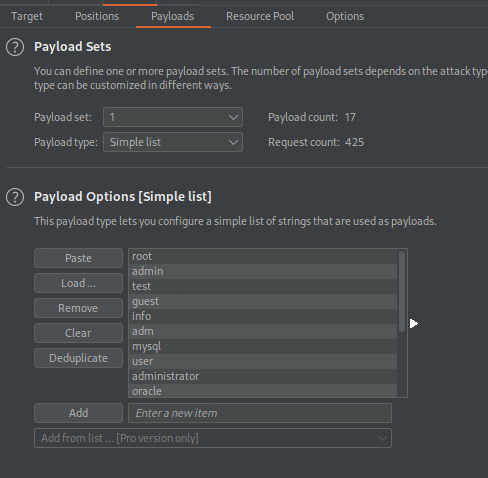 Target Positions Payloads Resource Pool Options
? Payload Sets
You can define one or more payload sets. The number of payload sets depends on the attack typ
type can be customized in different ways.
Payload set: 1 Payload count: 17
Payload type: Simple list Request count: 425
? Payload Options [Simple list]
This payload type lets you configure a simple list of strings that are used as payloads.
Paste
Load ...
Remove
Clear
Deduplicate
root
admin
test
guest
info
adm
mysql
user
administrator
oracle
Add Enter a new item
Add from list ... [Pro version only]